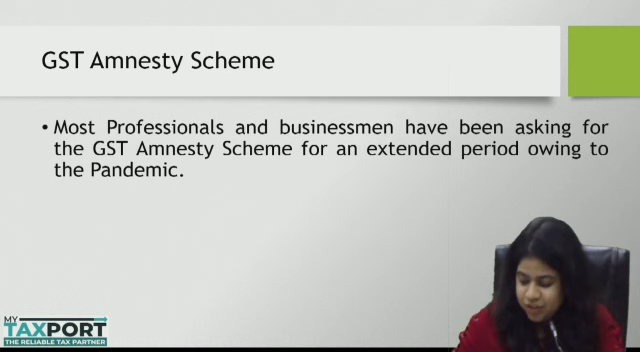 GST Amnesty Scheme
• Most Professionals and businessmen have been asking for
the GST Amnesty Scheme for an extended period owing to
the Pandemic.
MY
TAXPORT
THE RELIABLE TAX PARTNER